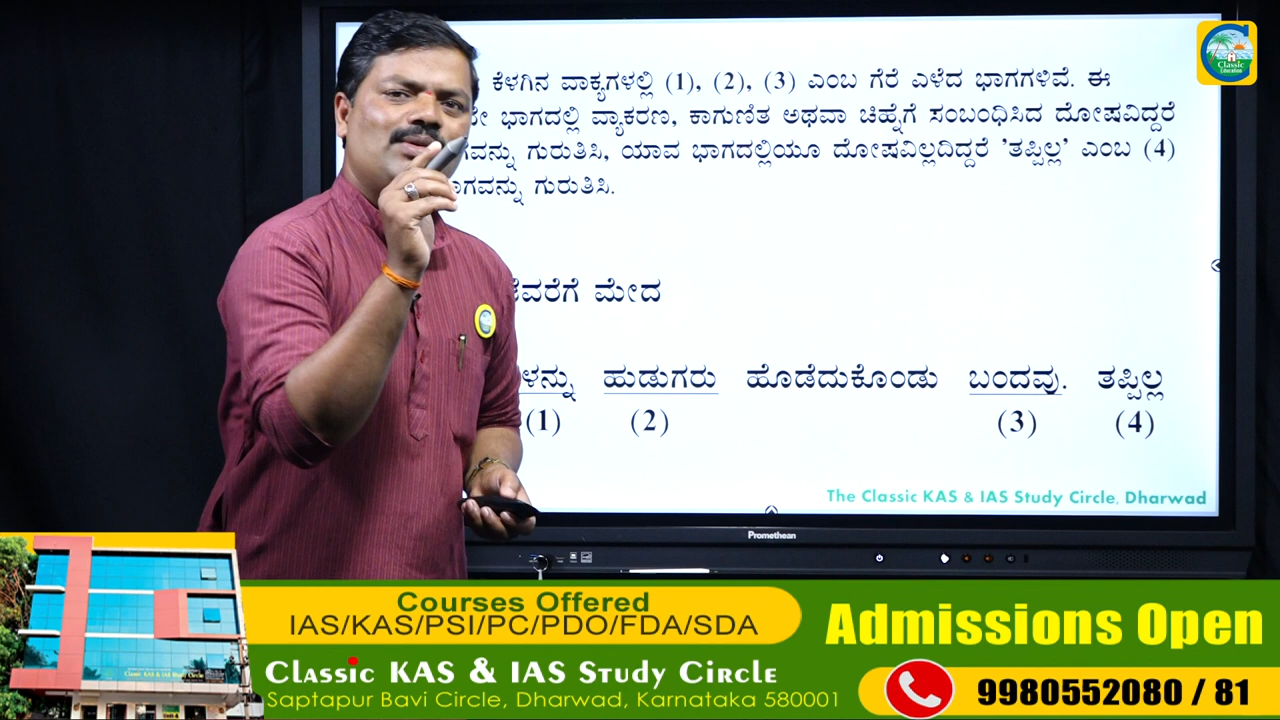 Classic
Education
ಕೆಳಗಿನ ವಾಕ್ಯಗಳಲ್ಲಿ (1), (2), (3) ಎಂಬ ಗೆರೆ ಎಳೆದ ಭಾಗಗಳಿವೆ. ಈ
ಭಾಗದಲ್ಲಿ ವ್ಯಾಕರಣ, ಕಾಗುಣಿತ ಅಥವಾ ಚಿಹ್ನೆಗೆ ಸಂಬಂಧಿಸಿದ ದೋಷವಿದ್ದರೆ
ಗುರುತಿಸಿ, ಯಾವ ಭಾಗದಲ್ಲಿಯೂ ದೋಷವಿಲ್ಲದಿದ್ದರೆ 'ತಪ್ಪಿಲ್ಲ' ಎಂಬ (4)
ಗುರುತಿಸಿ.
ಮೇದ
ಳನ್ನು ಹುಡುಗರು ಹೊಡೆದುಕೊಂಡು ಬಂದವು. ತಪ್ಪಿಲ್ಲ
(1) (2) (3) (4)
The Classic KAS & IAS Study Circle, Dharwad
Promethean
Courses Offered
IAS/KAS/PSI/PC/PDO/FDA/SDA
Classic KAS & IAS Study Circle
Saptapur Bavi Circle, Dharwad, Karnataka 580001
Admissions Open
9980552080 / 81